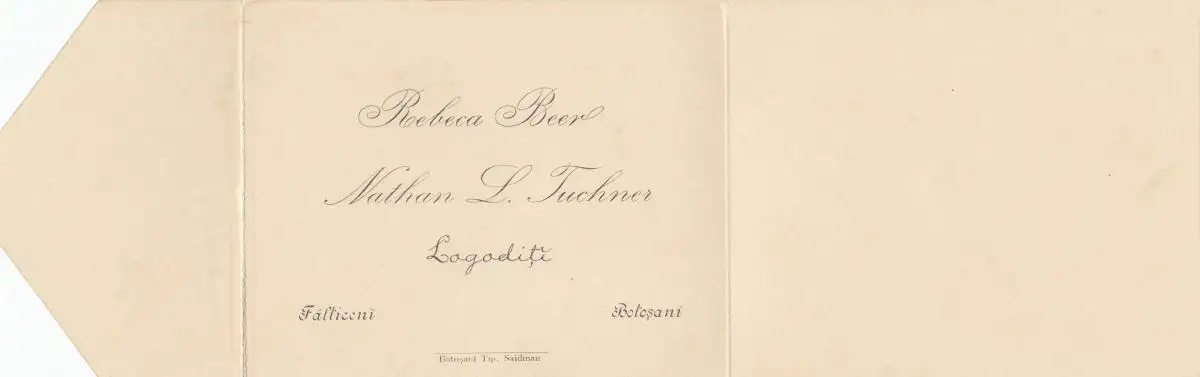 Rebeca Beer
Nathan L. Tuchner
Logodiți
Fălticeni Botoșani
Botoșani Tip. Saidman